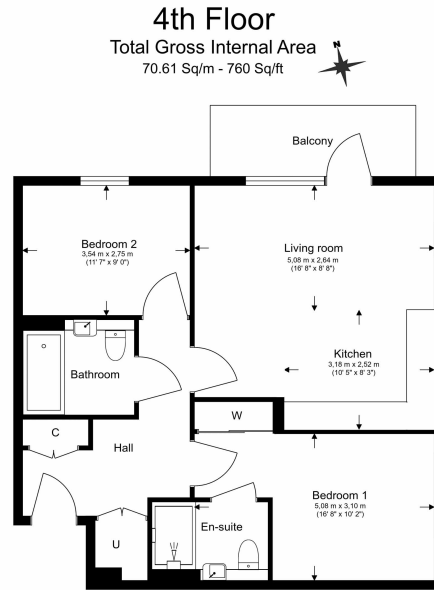 4th Floor
Total Gross Internal Area
70.61 Sq/m - 760 Sq/ft
N
Balcony
Bedroom 2
3,54 m x 2,75 m
(11' 7" x 9' 0")
Living room
5,08 m x 2,64 m
(16' 8" x 8' 8")
Kitchen
3,18 m x 2,52 m
(10' 5" x 8' 3")
Bathroom
W
C
Hall
Bedroom 1
5,08 m x 3,10 m
(16' 8" x 10' 2")
En-suite
U